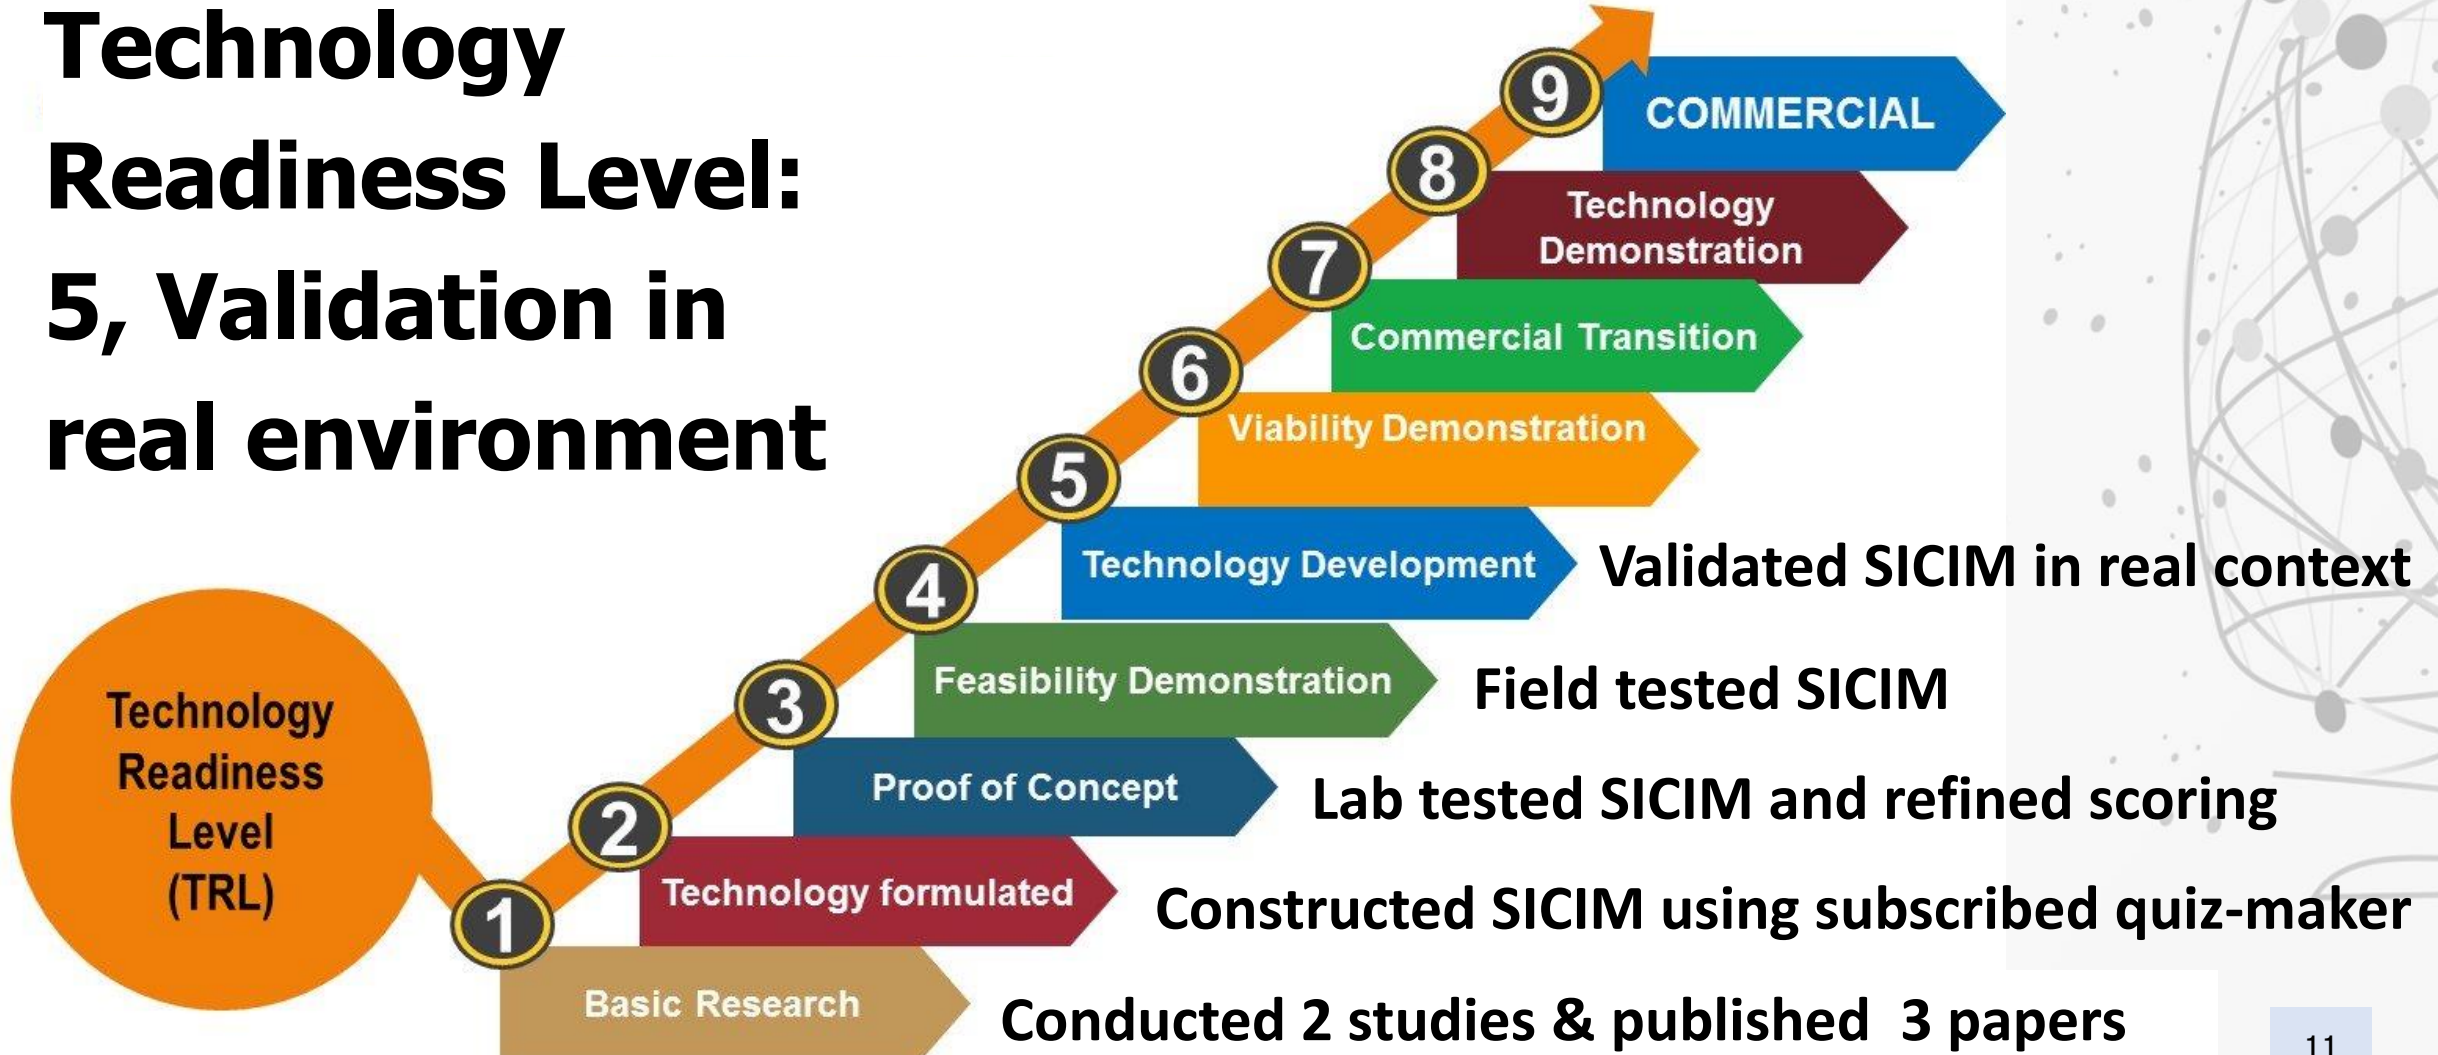 Technology
Readiness Level:
5, Validation in
real environment
9
COMMERCIAL
8
Technology
Demonstration
7
Commercial Transition
6
Viability Demonstration
5
Technology Development
Validated SICIM in real context
4
Feasibility Demonstration
Field tested SICIM
3
Proof of Concept
Lab tested SICIM and refined scoring
2
Technology formulated
Constructed SICIM using subscribed quiz-maker
1
Basic Research
Conducted 2 studies & published 3 papers
Technology
Readiness
Level
(TRL)
11